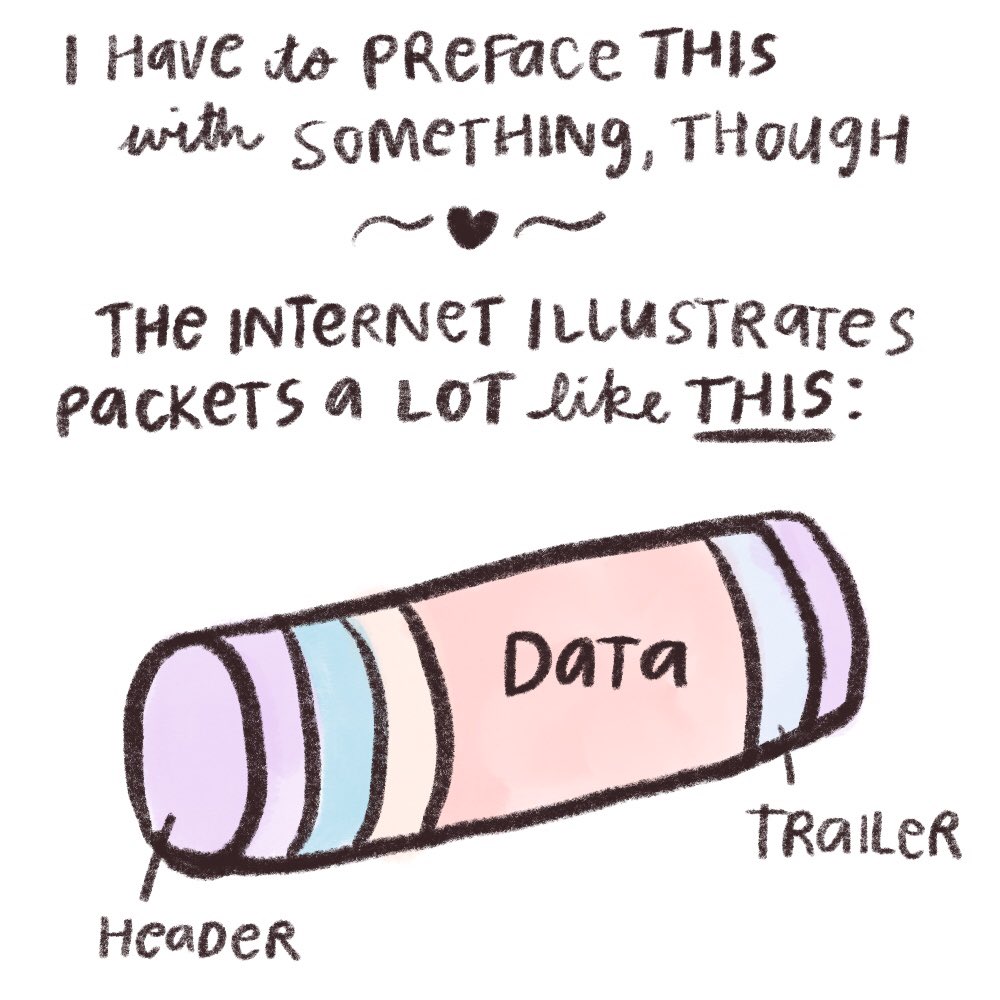 I HAVE to PREFACE THIS
with SOMETHING, THOUGH
~ ♥ ~
THE INTERNET ILLUSTRATES
PACKETS A LOT like THIS:
DATA
TRAILER
HEADER